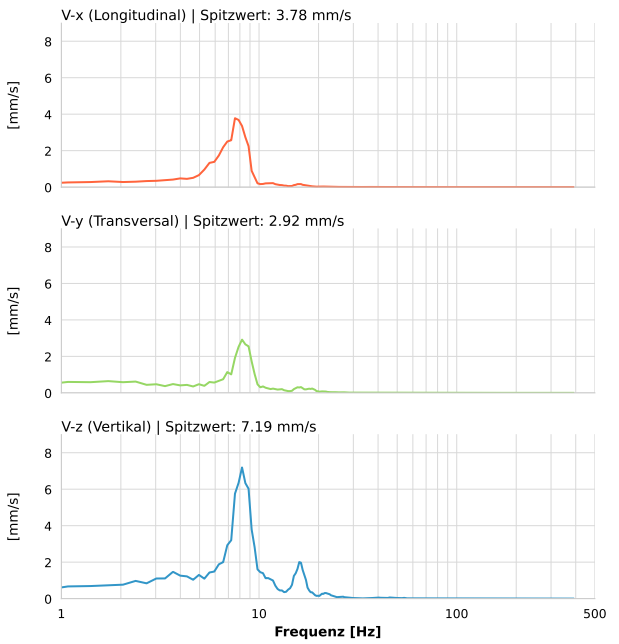 V-x (Longitudinal) | Spitzwert: 3.78 mm/s
8
6
4
2
0
[mm/s]
V-y (Transversal) | Spitzwert: 2.92 mm/s
8
6
4
2
0
[mm/s]
V-z (Vertikal) | Spitzwert: 7.19 mm/s
8
6
4
2
0
[mm/s]
1 10 100 500
Frequenz [Hz]